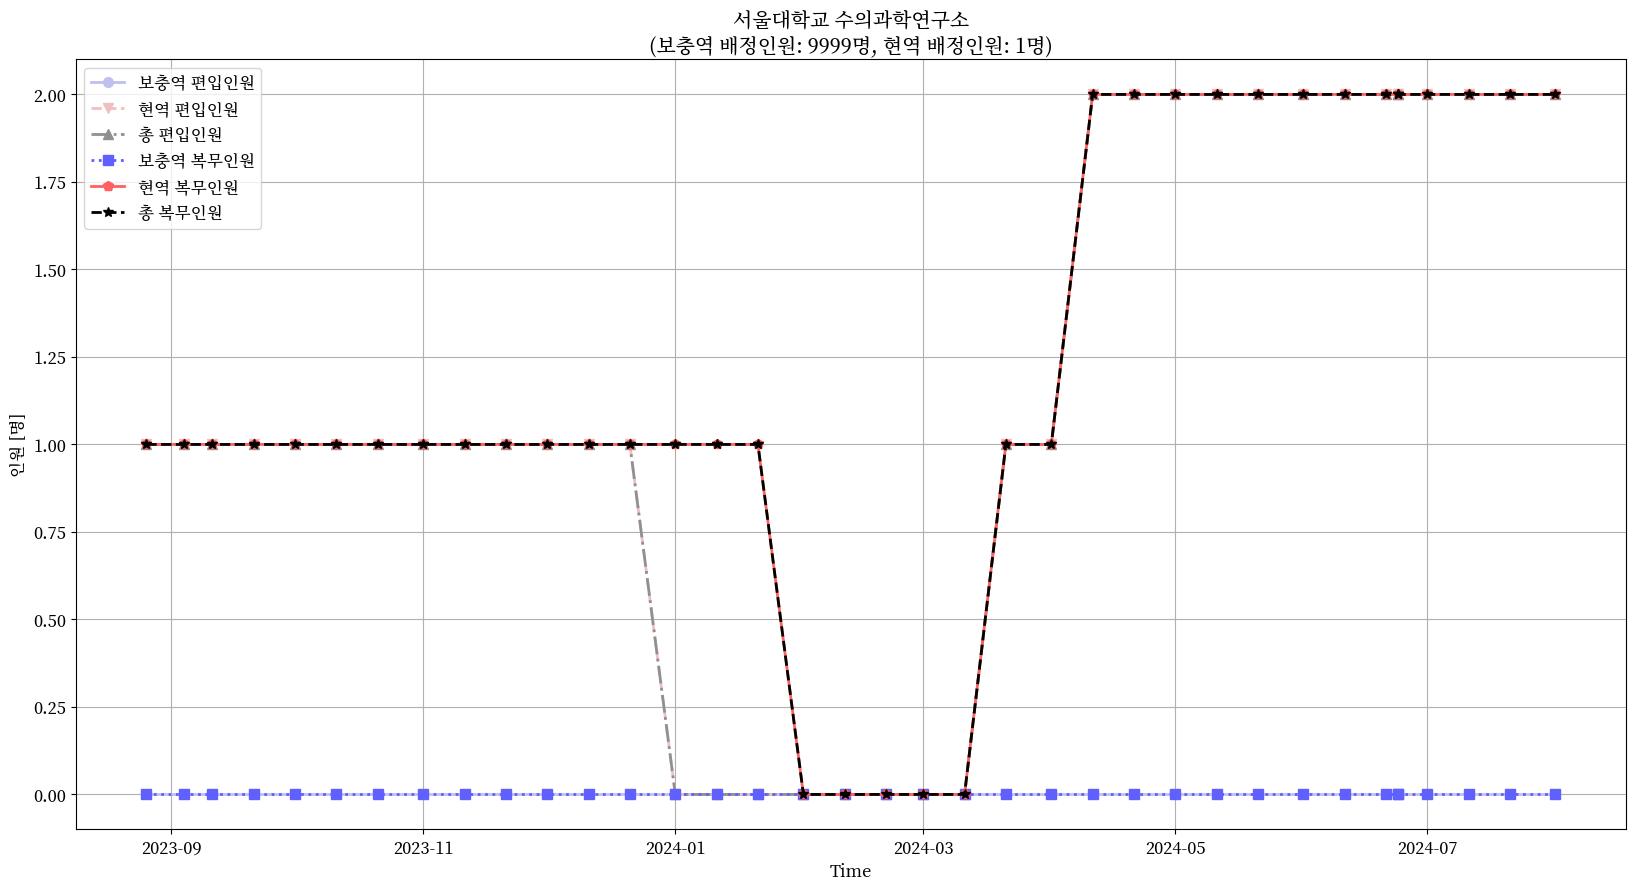 서울대학교 수의과학연구소
(보충역 배정인원: 9999명, 현역 배정인원: 1명)
보충역 편입인원
현역 편입인원
총 편입인원
보충역 복무인원
현역 복무인원
총 복무인원
2.00
1.75
1.50
1.25
1.00
0.75
0.50
0.25
0.00
인원 [명]
2023-09
2023-11
2024-01
2024-03
2024-05
2024-07
Time